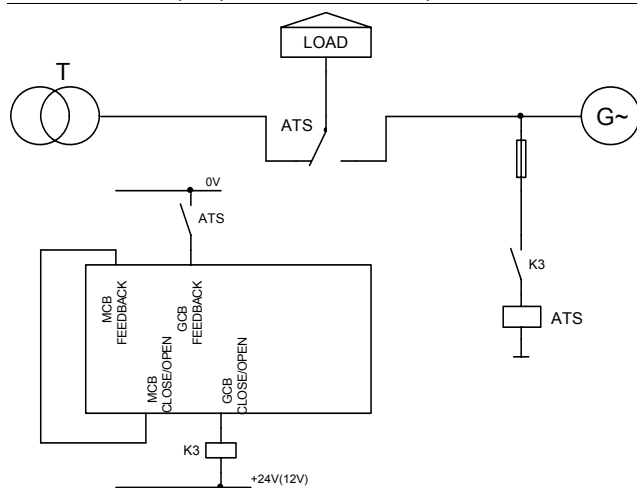 LOAD
T
ATS
G~
0V
ATS
K3
ATS
MCB
FEEDBACK
GCB
FEEDBACK
MCB
CLOSE/OPEN
GCB
CLOSE/OPEN
K3
+24V(12V)